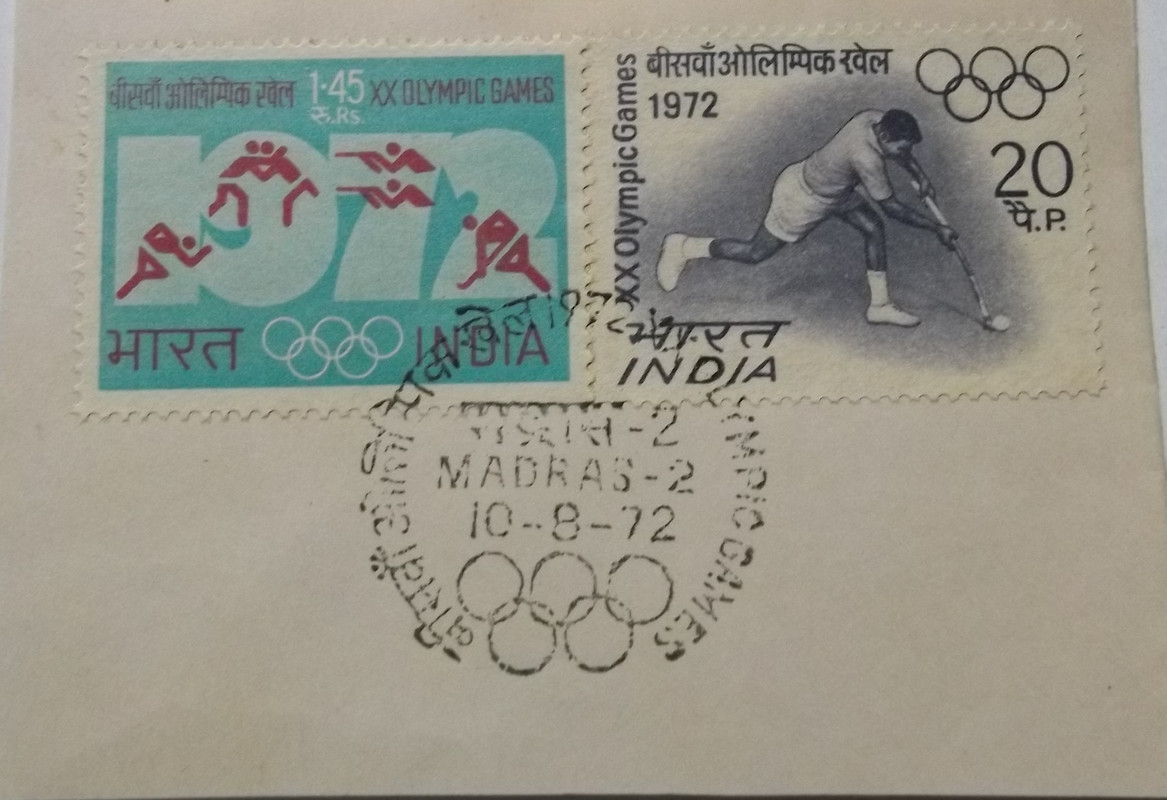 बीसवाँ ओलिम्पिक खेल 1·45 XX OLYMPIC GAMES
रु.Rs.
1972
भारत INDIA
XX Olympic Games
बीसवाँ ओलिम्पिक खेल
1972
20
पै.P.
भारत
INDIA
MADRAS-2
10-8-72
GAMES